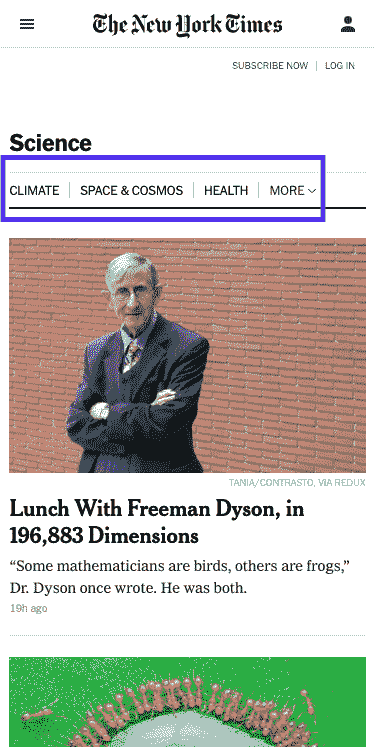 The New York Times
SUBSCRIBE NOW | LOG IN
Science
CLIMATE | SPACE & COSMOS | HEALTH | MORE
TANIA/CONTRASTO, VIA REDUX
Lunch With Freeman Dyson, in
196,883 Dimensions
“Some mathematicians are birds, others are frogs,”
Dr. Dyson once wrote. He was both.
19h ago